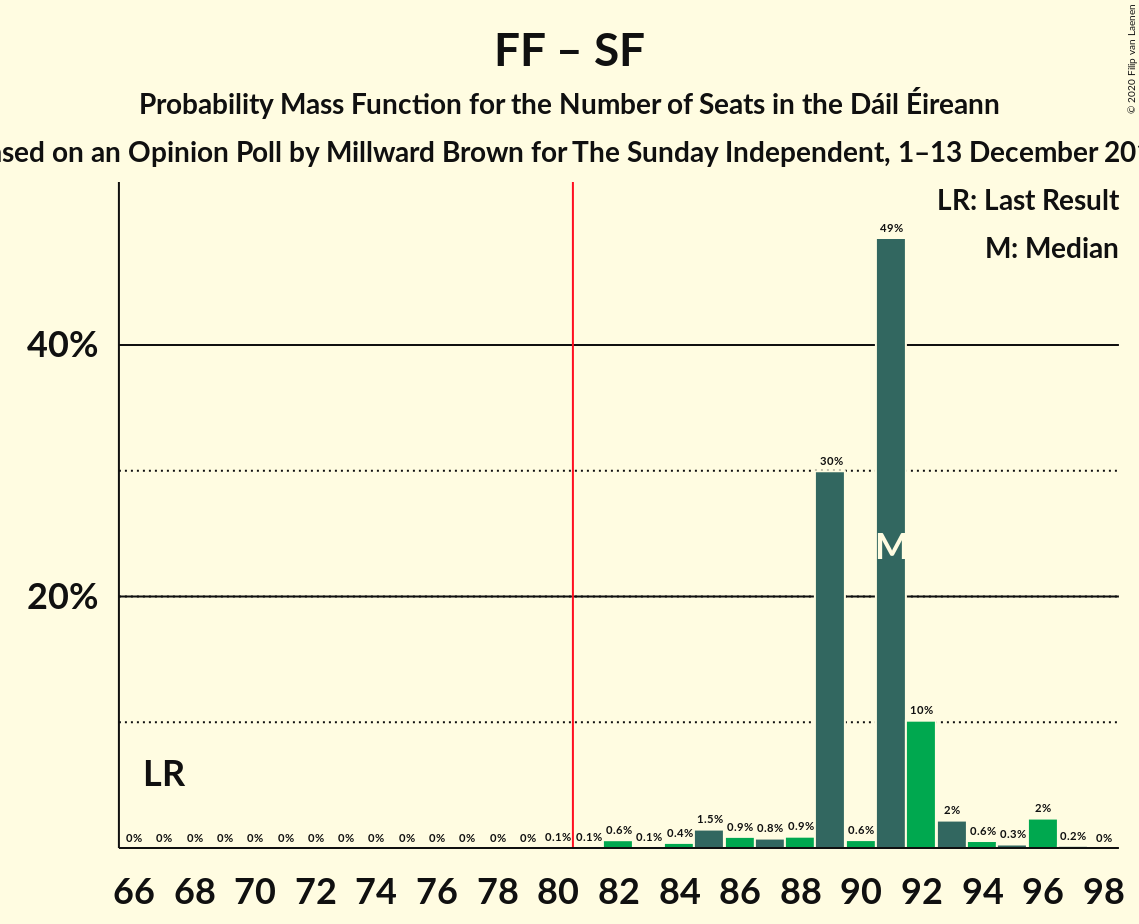 FF – SF
Probability Mass Function for the Number of Seats in the Dáil Éireann
on an Opinion Poll by Millward Brown for The Sunday Independent, 1–13 December
© 2020 Filip van Laenen
LR: Last Result
M: Median
40%
20%
LR
M
0% 0% 0% 0% 0% 0% 0% 0% 0% 0% 0% 0% 0% 0% 0.1% 0.1% 0.6% 0.1% 0.4% 1.5% 0.9% 0.8% 0.9% 30% 0.6% 49% 10% 2% 0.6% 0.3% 2% 0.2% 0%
66 68 70 72 74 76 78 80 82 84 86 88 90 92 94 96 98